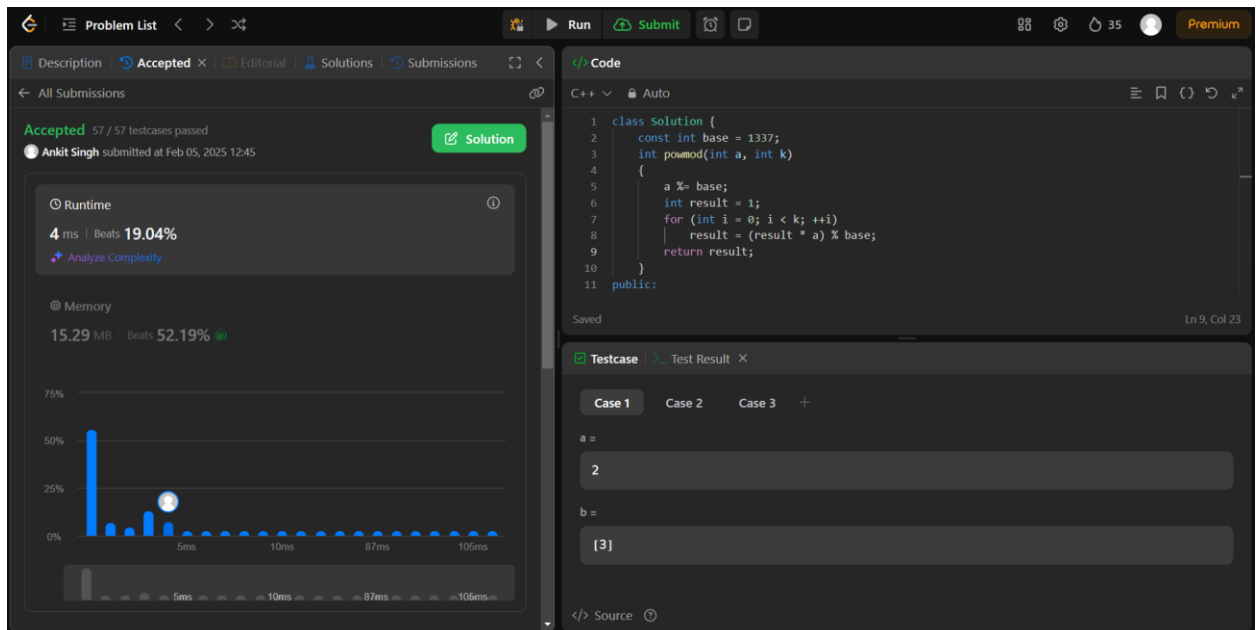 Problem List
Run
Submit
35
Premium
Description
Accepted
Editorial
Solutions
Submissions
All Submissions
Accepted 57 / 57 testcases passed
Ankit Singh submitted at Feb 05, 2025 12:45
Solution
Runtime
4 ms | Beats 19.04%
Analyze Complexity
Memory
15.29 MB | Beats 52.19%
75%
50%
25%
0%
5ms 10ms 87ms 105ms
5ms 10ms 87ms 105ms
</> Code
C++ Auto
1 class Solution {
2 const int base = 1337;
3 int powmod(int a, int k)
4 {
5 a %= base;
6 int result = 1;
7 for (int i = 0; i < k; ++i)
8 result = (result * a) % base;
9 return result;
10 }
11 public:
Saved
Ln 9, Col 23
Testcase
Test Result
Case 1 Case 2 Case 3 +
a =
2
b =
[3]
</> Source